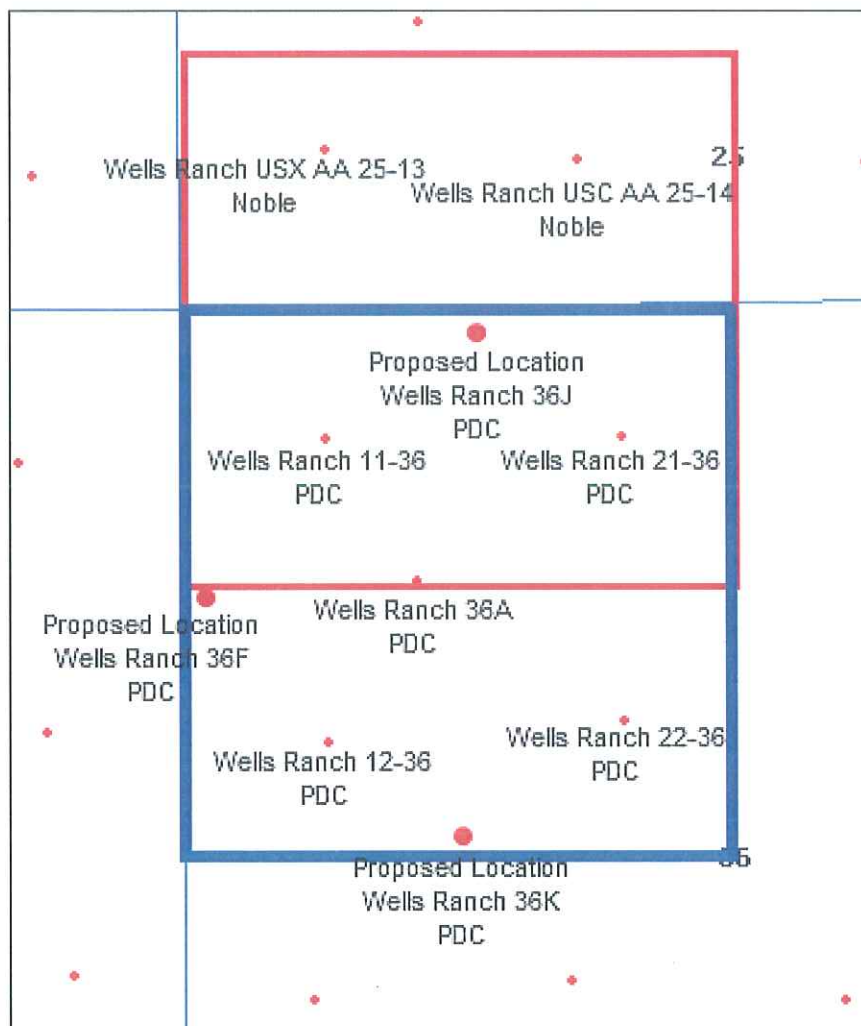 Wells Ranch USX AA 25-13
Noble
25
Wells Ranch USC AA 25-14
Noble
Proposed Location
Wells Ranch 36J
PDC
Wells Ranch 11-36
PDC
Wells Ranch 21-36
PDC
Wells Ranch 36A
PDC
Proposed Location
Wells Ranch 36F
PDC
Wells Ranch 12-36
PDC
Wells Ranch 22-36
PDC
Proposed Location
Wells Ranch 36K
PDC